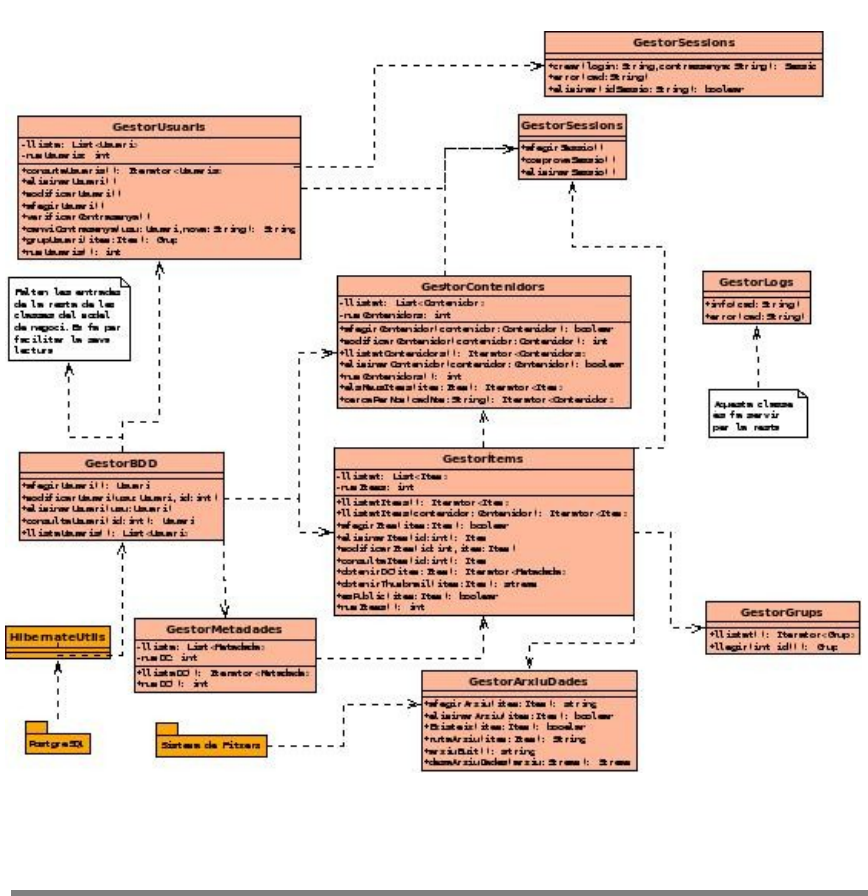 GestorSessions
+crear(login: String,contrassenya: String): Sessio
+error(cmd: String)
+eliminar(idSessio: String): boolean
GestorUsuaris
-llista: List<Usuari>
-numUsuaris: int
+consultaUsuaris(): Iterator<Usuaris>
+eliminarUsuari()
+modificarUsuari()
+afegirUsuari()
+verificarContrasenya()
+canviContrasenya(usu: Usuari,nova: String): String
+grupUsuari(item: Item): Grup
+numUsuaris(): int
GestorSessions
+afegirSessio()
+comprovaSessio()
+eliminarSessio()
Falten les entrades
de la resta de les
classes del model
de negoci. Es fa per
facilitar la seva
lectura
GestorContenidors
-llistat: List<Contenidor>
-numContenidors: int
+afegirContenidor(contenidor: Contenidor): boolean
+modificarContenidor(contenidor: Contenidor): int
+llistatContenidors(): Iterator<Contenidors>
+eliminarContenidor(contenidor: Contenidor): boolean
+numContenidors(): int
+elsMeusItems(item: Item): Iterator<Item>
+cercaPerNom(cadNom: String): Iterator<Contenidor>
GestorLogs
+info(cmd: String)
+error(cmd: String)
Aquesta classe
es fa servir
per la resta
GestorBDD
+afegirUsuari(): Usuari
+modificarUsuari(usu: Usuari, id: int)
+eliminarUsuari(usu: Usuari)
+consultaUsuari(id: int): Usuari
+llistaUsuaris(): List<Usuari>
GestorItems
-llistat: List<Item>
-numItems: int
+llistatItems(): Iterator<Item>
+llistatItems(contenidor: Contenidor): Iterator<Item>
+afegirItem(item: Item): boolean
+eliminarItem(id: int): Item
+modificarItem(id: int, item: Item)
+consultaItem(id: int): Item
+obtenirDC(item: Item): Iterator<Metadada>
+obtenirThubmail(item: Item): stream
+esPublic(item: Item): boolean
+numItems(): int
HibernateUtils
GestorMetadades
-llista: List<Metadada>
-numDC: int
+llistaDC(): Iterator<Metadada>
+numDC(): int
GestorGrups
+llistat(): Iterator<Grup>
+llegir(int id()): Grup
GestorArxiuDades
+afegirArxiu(item: Item): string
+eliminarArxiu(item: Item): boolean
+Existeix(item: Item): boolean
+rutaArxiu(item: Item): String
+arxiuBuit(): string
+desaArxiuDades(arxiu: Stream): Stream
PostgreSQL
Sistema de Fitxers